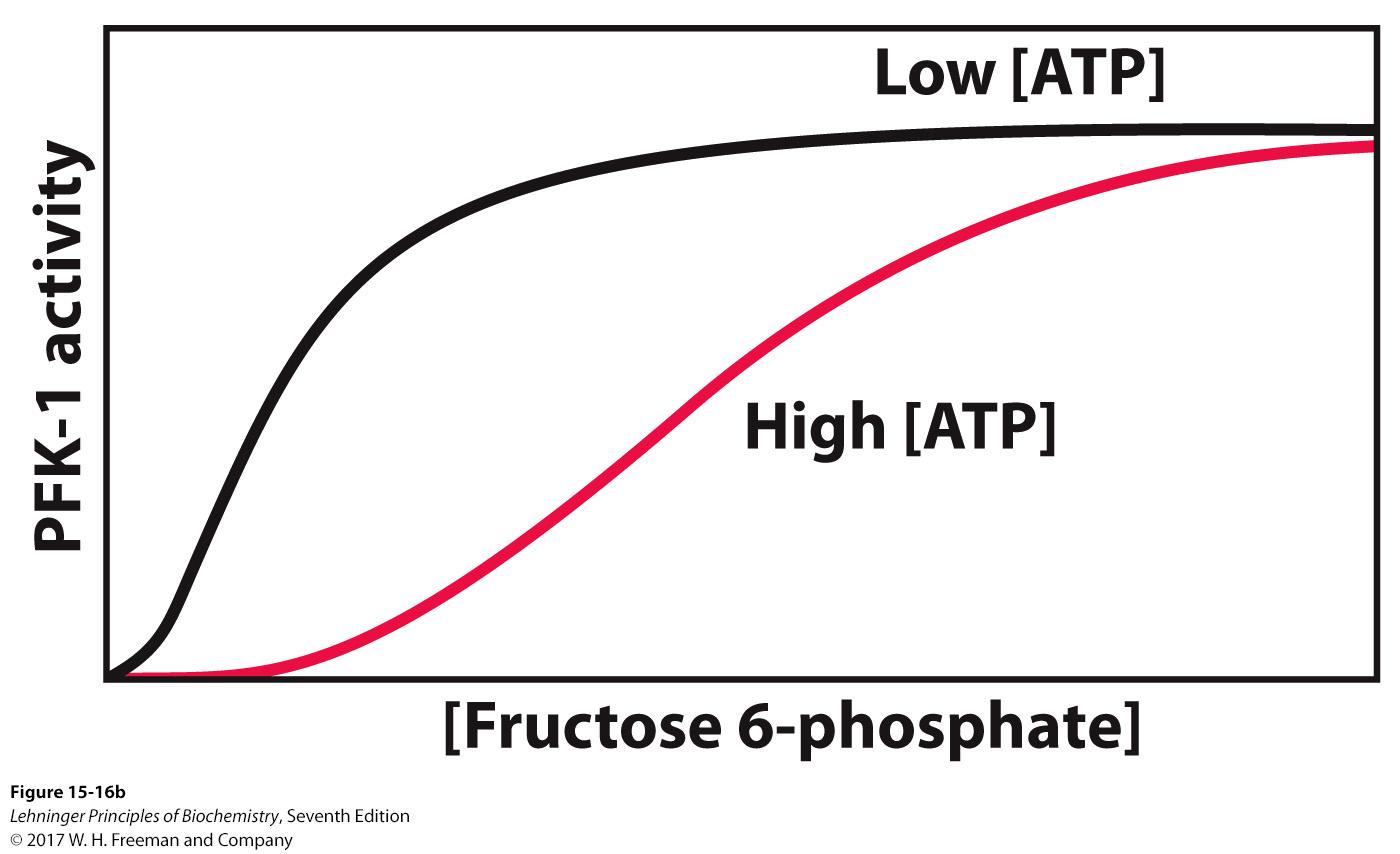 Low [ATP]
PFK-1 activity
High [ATP]
[Fructose 6-phosphate]
Figure 15-16b
Lehninger Principles of Biochemistry, Seventh Edition
© 2017 W. H. Freeman and Company